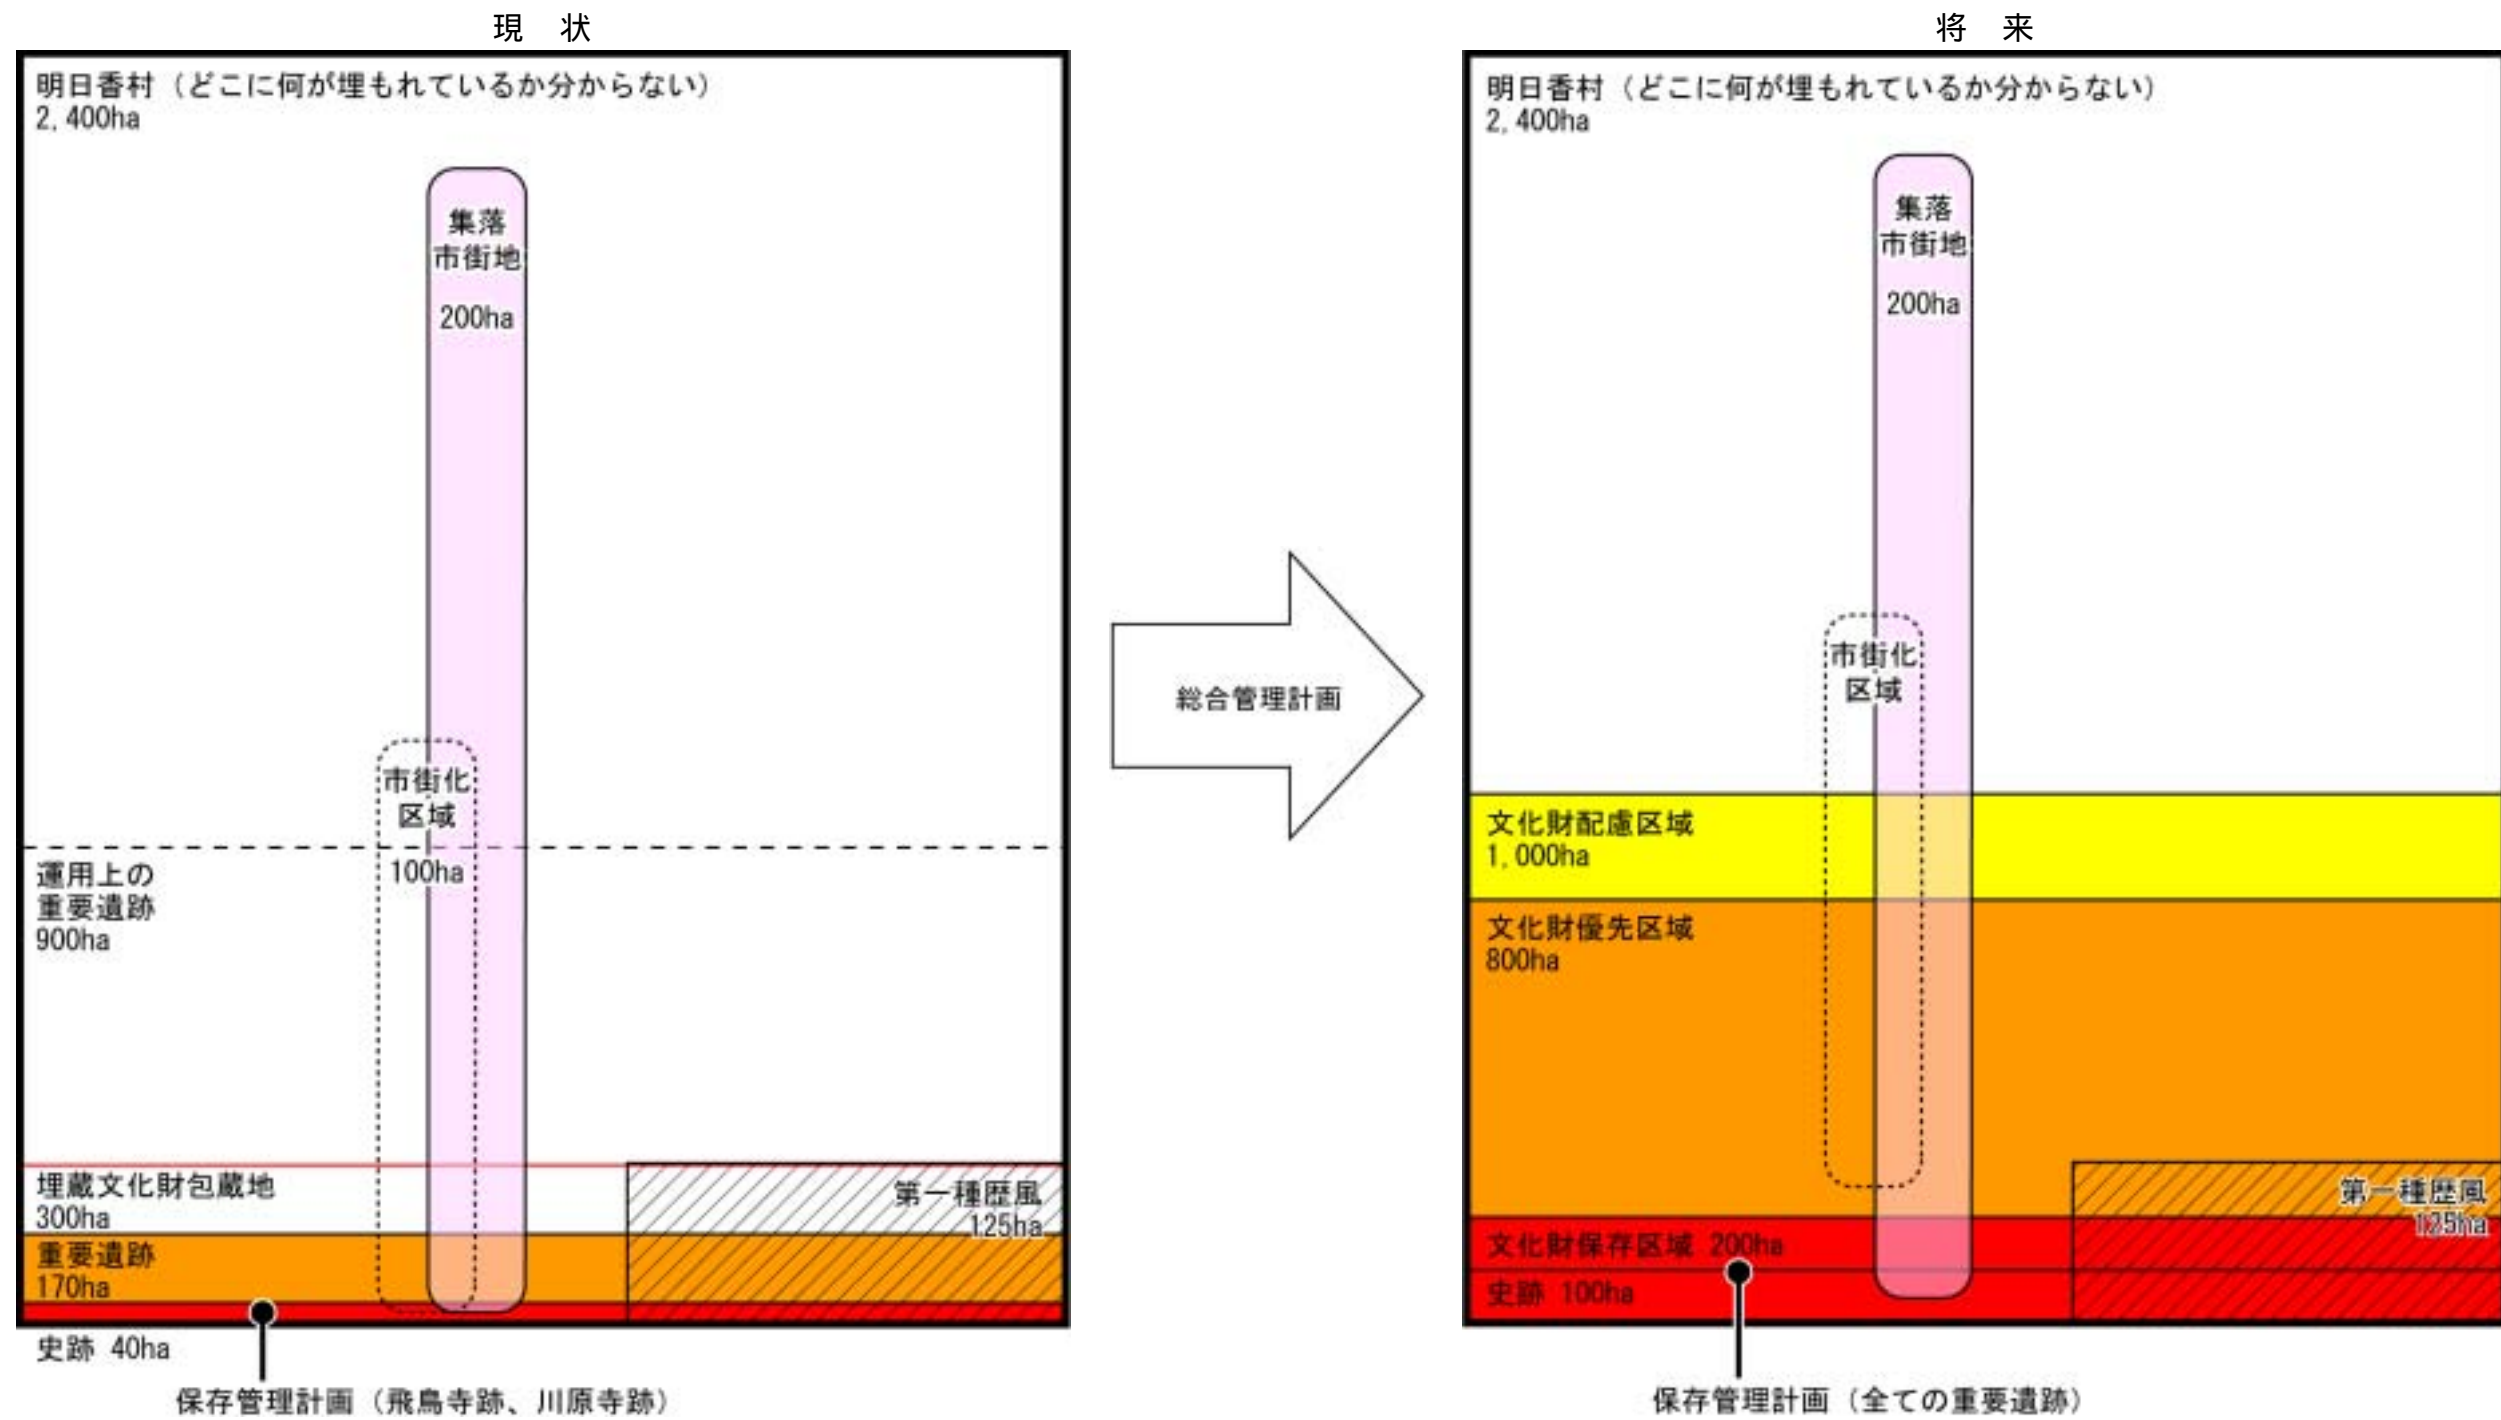 現 状
明日香村（どこに何が埋もれているか分からない）
2,400ha
集落
市街地
200ha
市街化
区域
100ha
運用上の
重要遺跡
900ha
埋蔵文化財包蔵地
300ha
第一種歴風
125ha
重要遺跡
170ha
史跡 40ha
保存管理計画（飛鳥寺跡、川原寺跡）
総合管理計画
将 来
明日香村（どこに何が埋もれているか分からない）
2,400ha
集落
市街地
200ha
市街化
区域
文化財配慮区域
1,000ha
文化財優先区域
800ha
第一種歴風
125ha
文化財保存区域 200ha
史跡 100ha
保存管理計画（全ての重要遺跡）